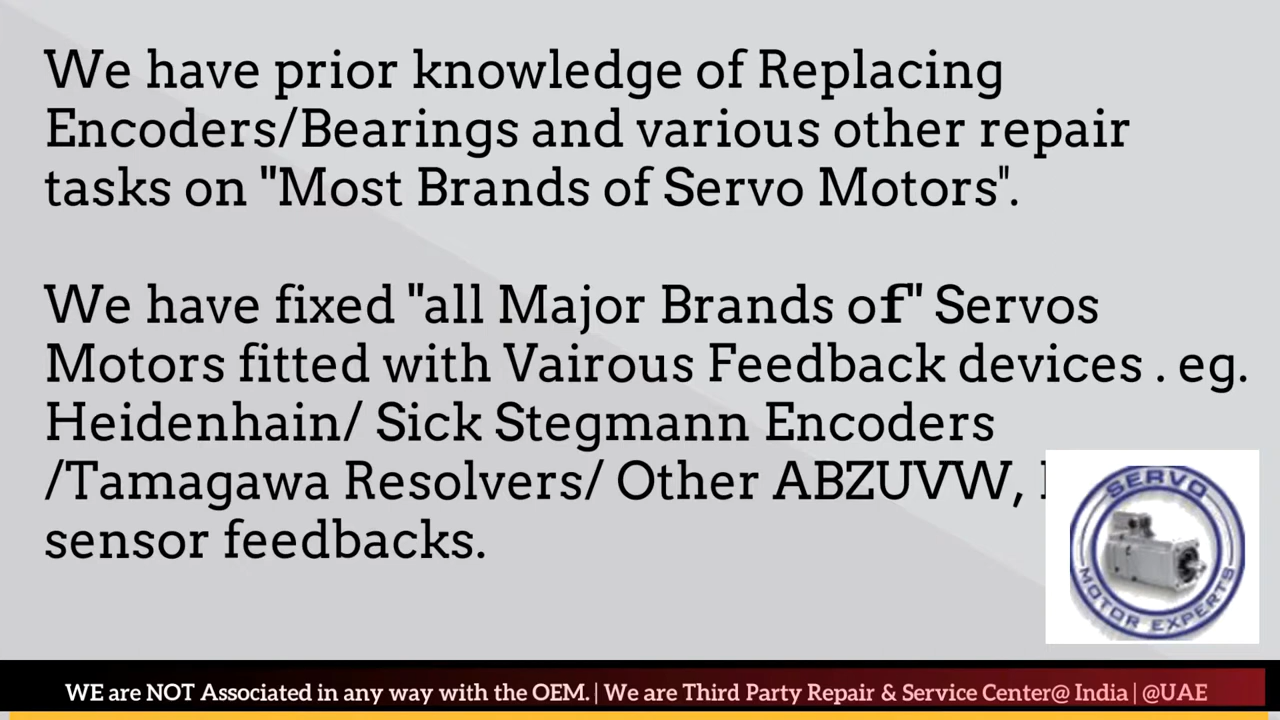 We have prior knowledge of Replacing
Encoders/Bearings and various other repair
tasks on "Most Brands of Servo Motors".
We have fixed "all Major Brands of" Servos
Motors fitted with Vairous Feedback devices . eg.
Heidenhain/ Sick Stegmann Encoders
/Tamagawa Resolvers/ Other ABZUVW,
sensor feedbacks.
SERVO
MOTOR EXPERTS
WE are NOT Associated in any way with the OEM. | We are Third Party Repair & Service Center@ India | @UAE